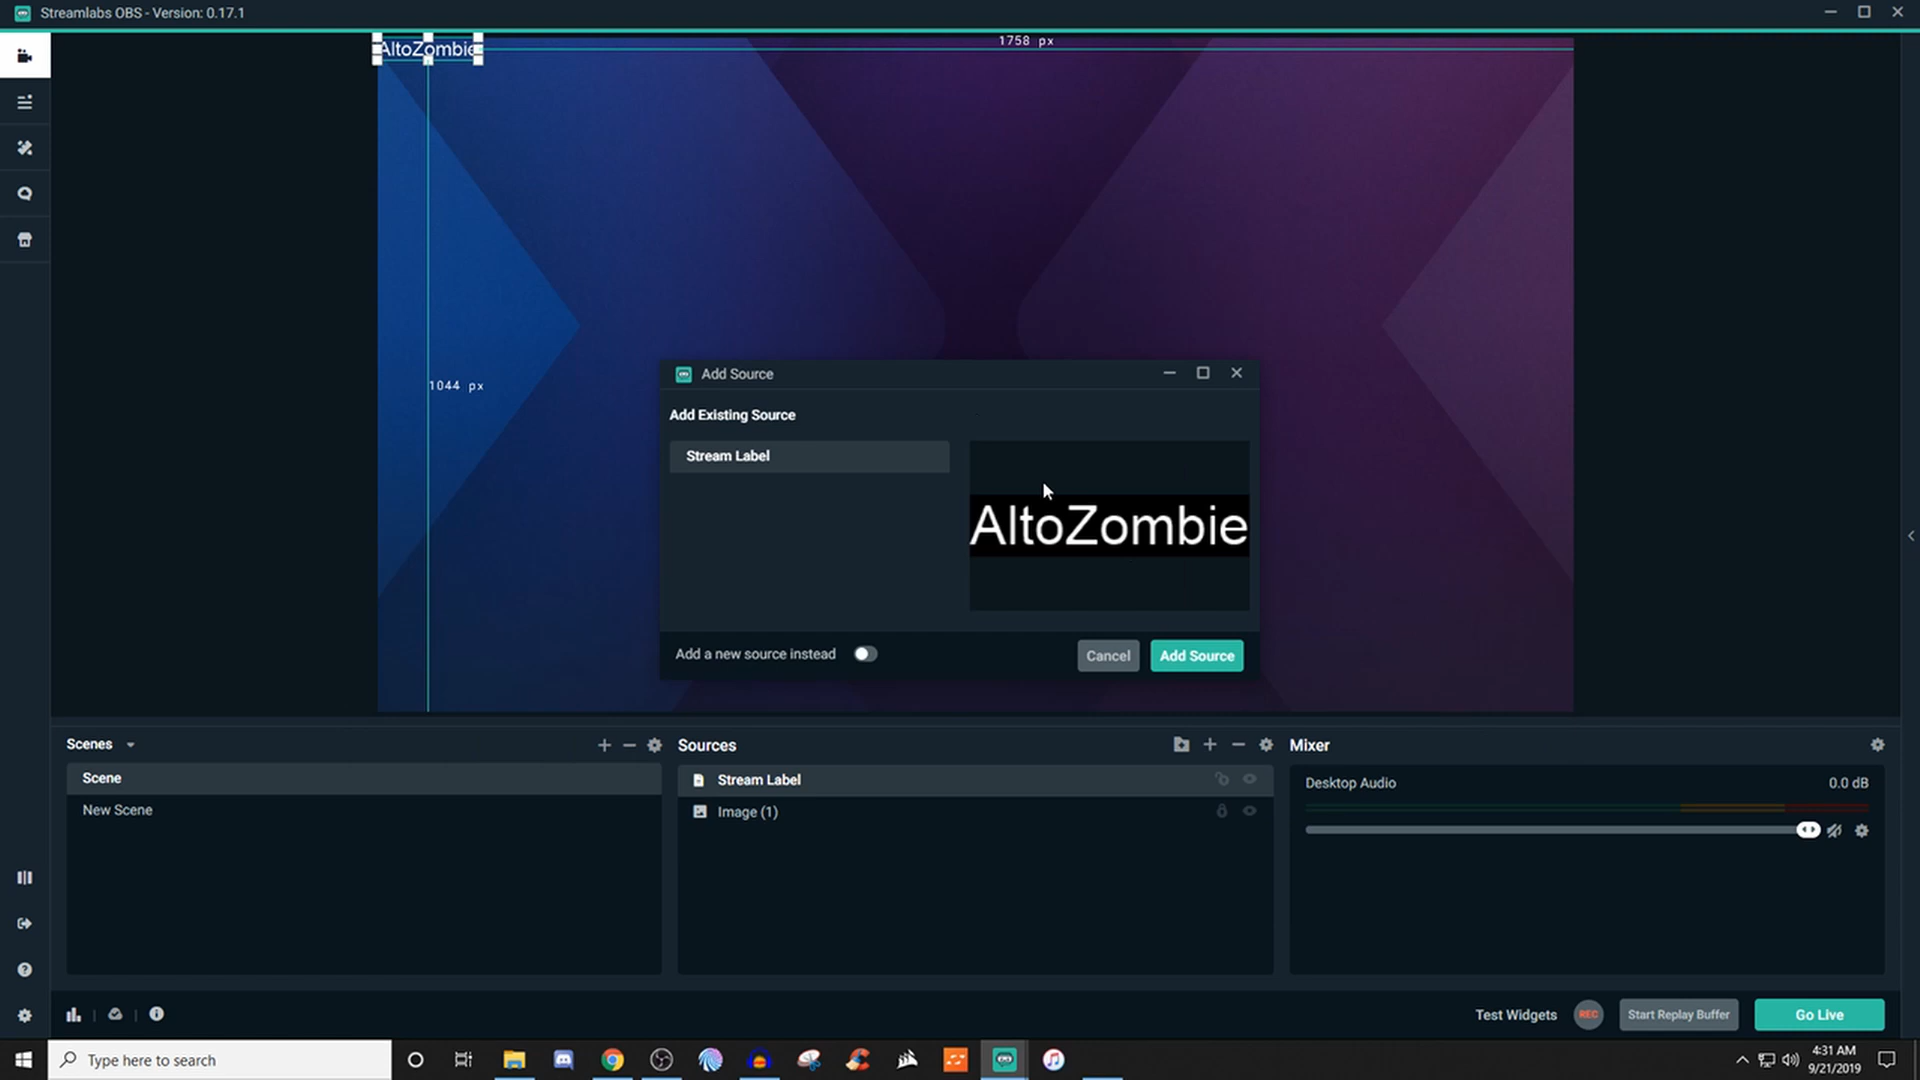 Streamlabs OBS - Version: 0.17.1
AltoZombie
1758 px
1044 px
Add Source
Add Existing Source
Stream Label
AltoZombie
Add a new source instead
Cancel
Add Source
Scenes
Scene
New Scene
Sources
Stream Label
Image (1)
Mixer
Desktop Audio 0.0 dB
Test Widgets
REC
Start Replay Buffer
Go Live
Type here to search
4:31 AM
9/21/2019